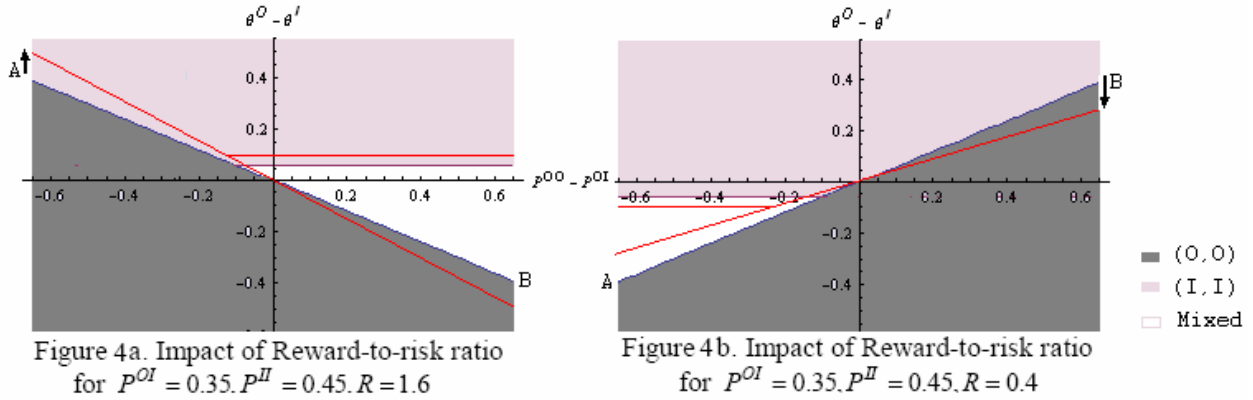 θ^O - θ^I
A
0.4
0.2
-0.6 -0.4 -0.2 0.2 0.4 0.6
P^OO - P^OI
-0.2
-0.4
B
Figure 4a. Impact of Reward-to-risk ratio
for P^OI = 0.35, P^II = 0.45, R = 1.6
θ^O - θ^I
0.4
B
0.2
-0.6 -0.4 -0.2 0.2 0.4 0.6
-0.2
A
-0.4
Figure 4b. Impact of Reward-to-risk ratio
for P^OI = 0.35, P^II = 0.45, R = 0.4
(O,O)
(I,I)
Mixed